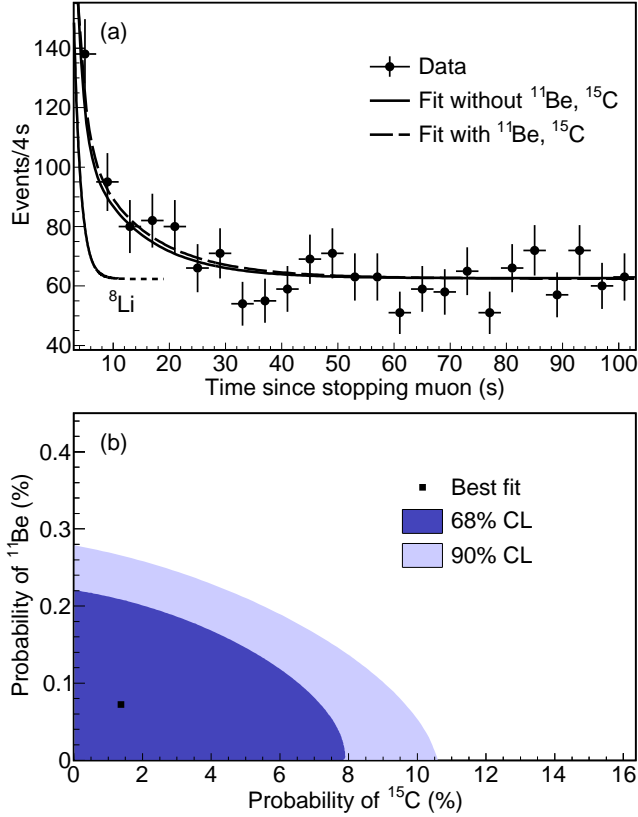 (a)
Data
Fit without ¹¹Be, ¹⁵C
Fit with ¹¹Be, ¹⁵C
⁸Li
Events/4 s
140
120
100
80
60
40
10 20 30 40 50 60 70 80 90 100
Time since stopping muon (s)
(b)
Best fit
68% CL
90% CL
Probability of ¹¹Be (%)
0.4
0.3
0.2
0.1
0
0 2 4 6 8 10 12 14 16
Probability of ¹⁵C (%)